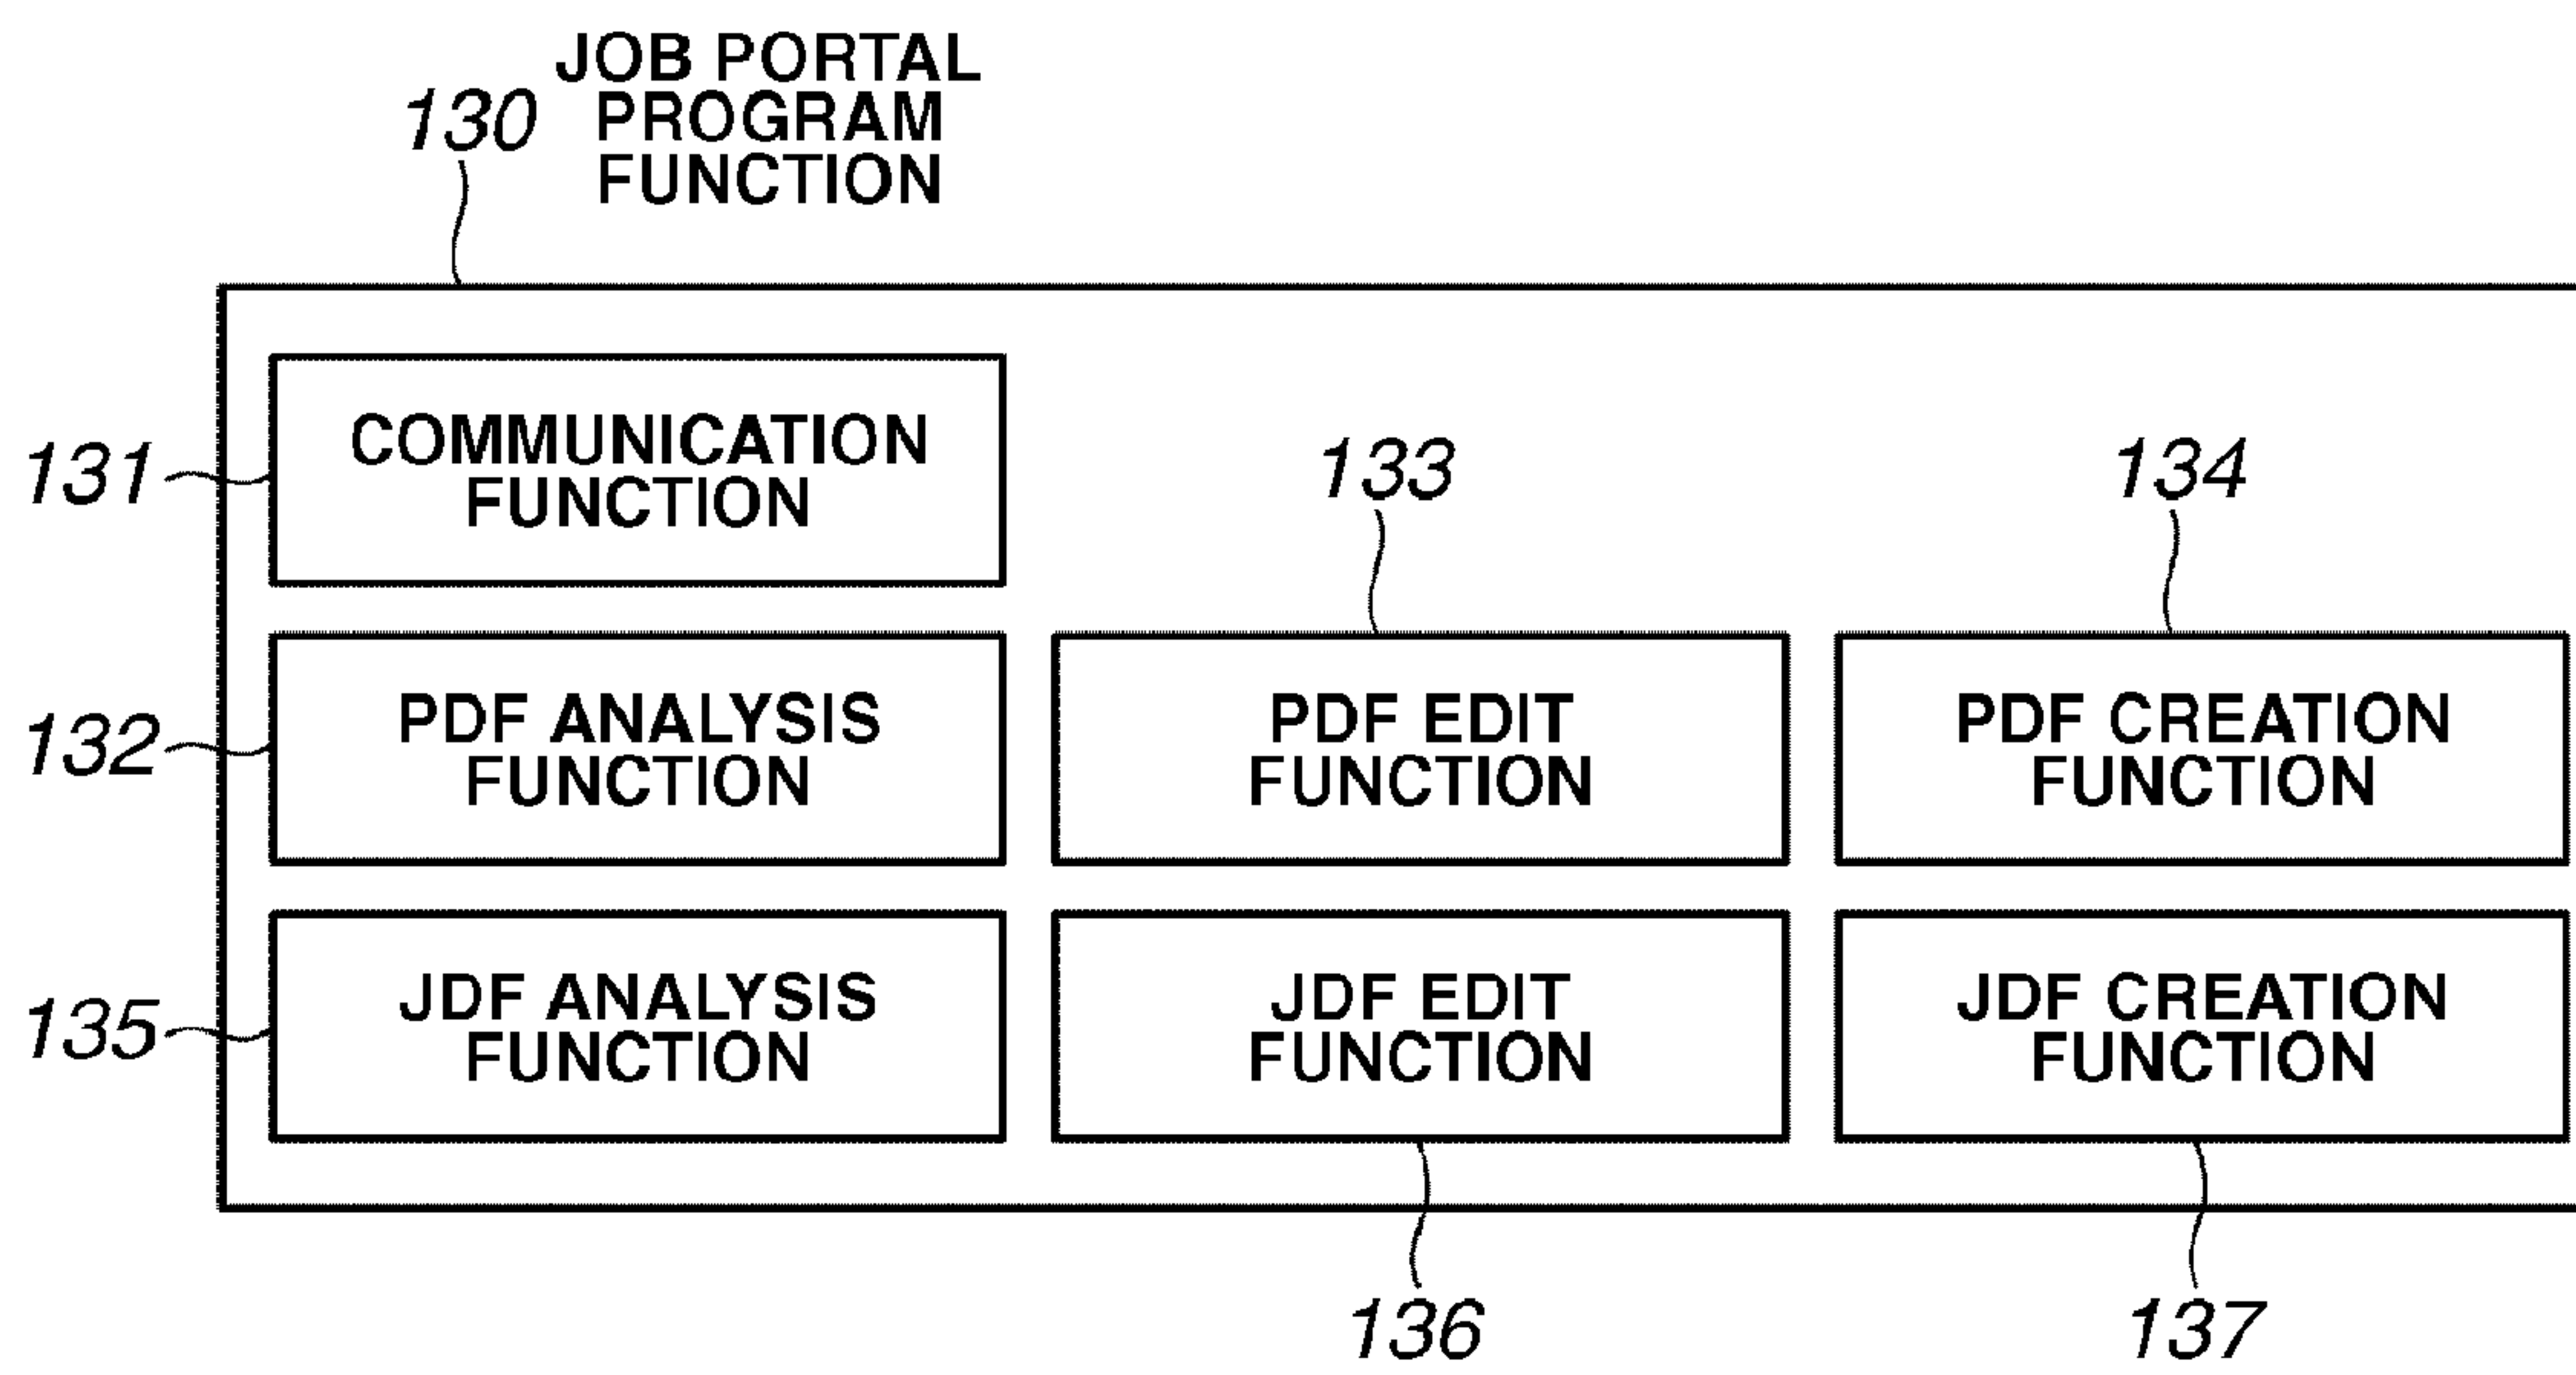 JOB PORTAL
PROGRAM
FUNCTION
130
131
COMMUNICATION
FUNCTION
133
134
132
PDF ANALYSIS
FUNCTION
PDF EDIT
FUNCTION
PDF CREATION
FUNCTION
135
JDF ANALYSIS
FUNCTION
JDF EDIT
FUNCTION
JDF CREATION
FUNCTION
136
137